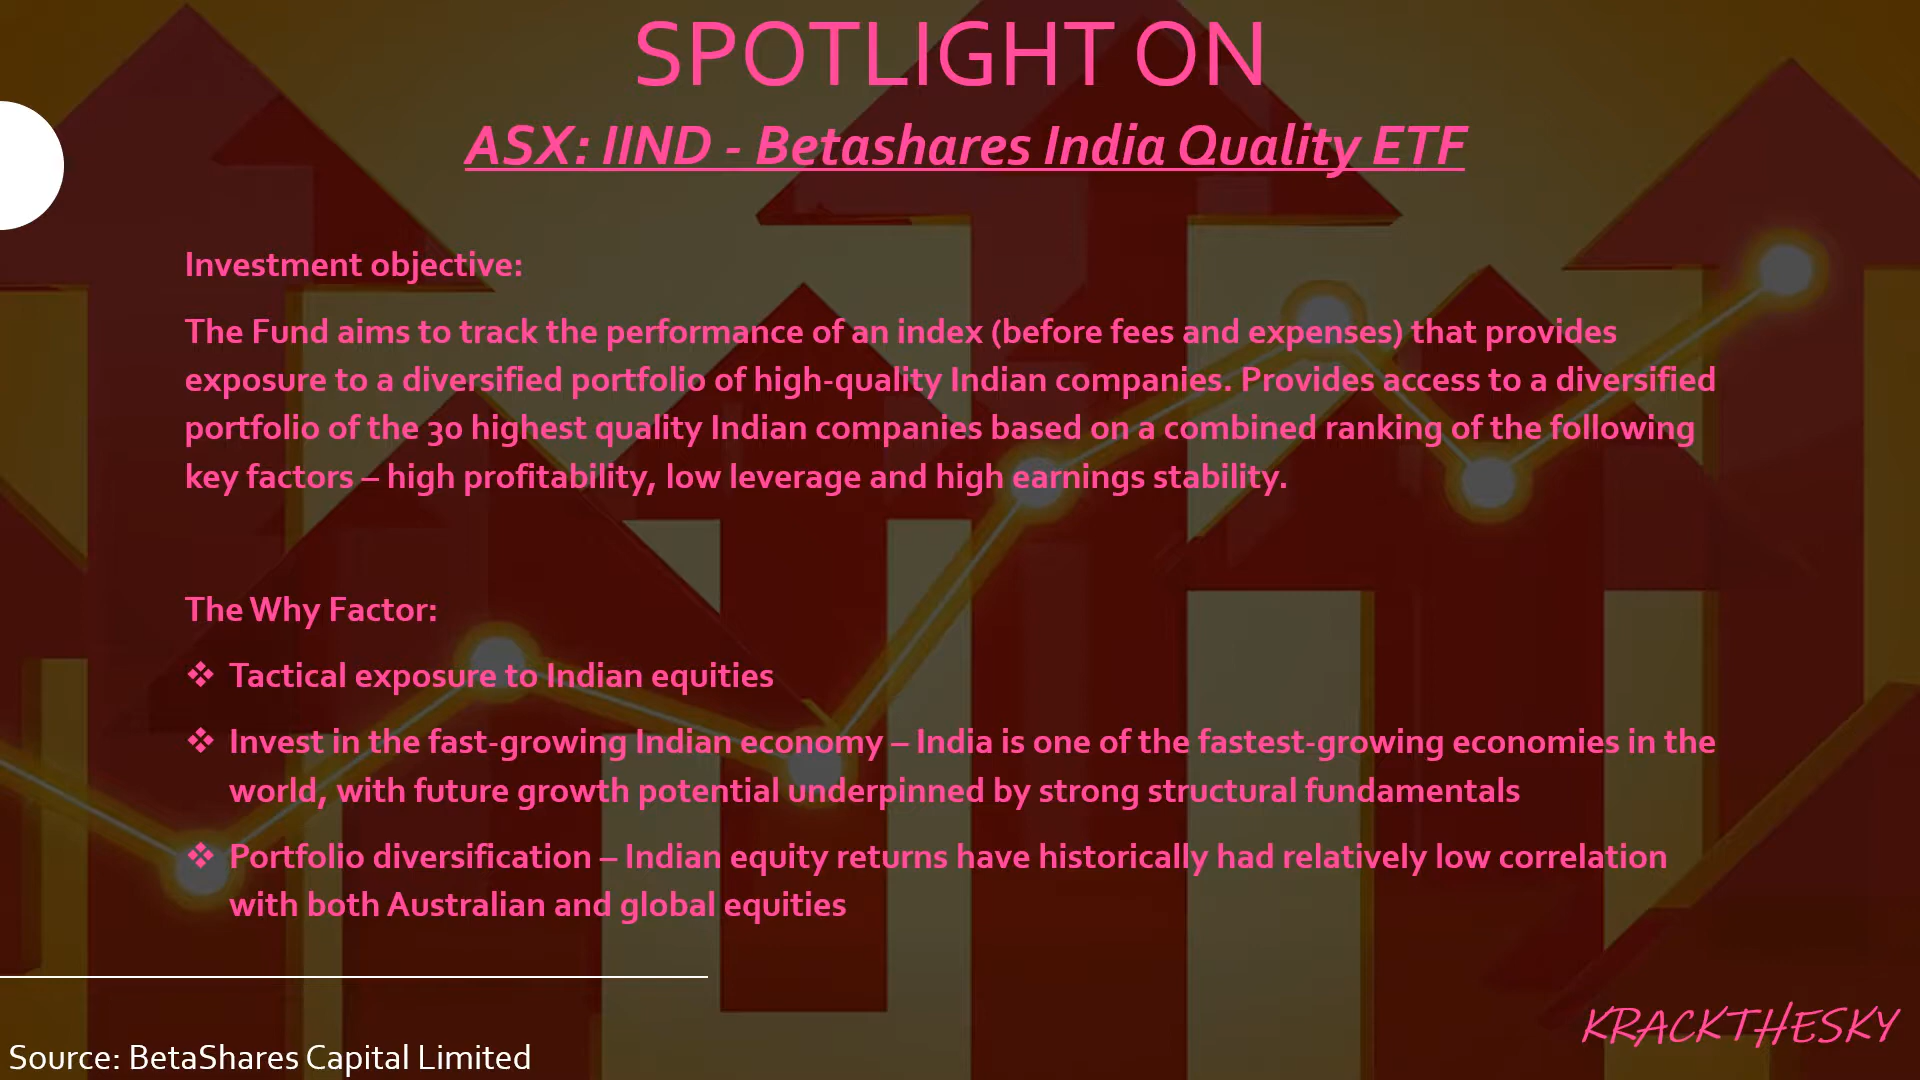 SPOTLIGHT ON
ASX: IIND - Betashares India Quality ETF
Investment objective:
The Fund aims to track the performance of an index (before fees and expenses) that provides
exposure to a diversified portfolio of high-quality Indian companies. Provides access to a diversified
portfolio of the 30 highest quality Indian companies based on a combined ranking of the following
key factors – high profitability, low leverage and high earnings stability.
The Why Factor:
❖ Tactical exposure to Indian equities
❖ Invest in the fast-growing Indian economy – India is one of the fastest-growing economies in the
world, with future growth potential underpinned by strong structural fundamentals
❖ Portfolio diversification – Indian equity returns have historically had relatively low correlation
with both Australian and global equities
KRACKTHESKY
Source: BetaShares Capital Limited